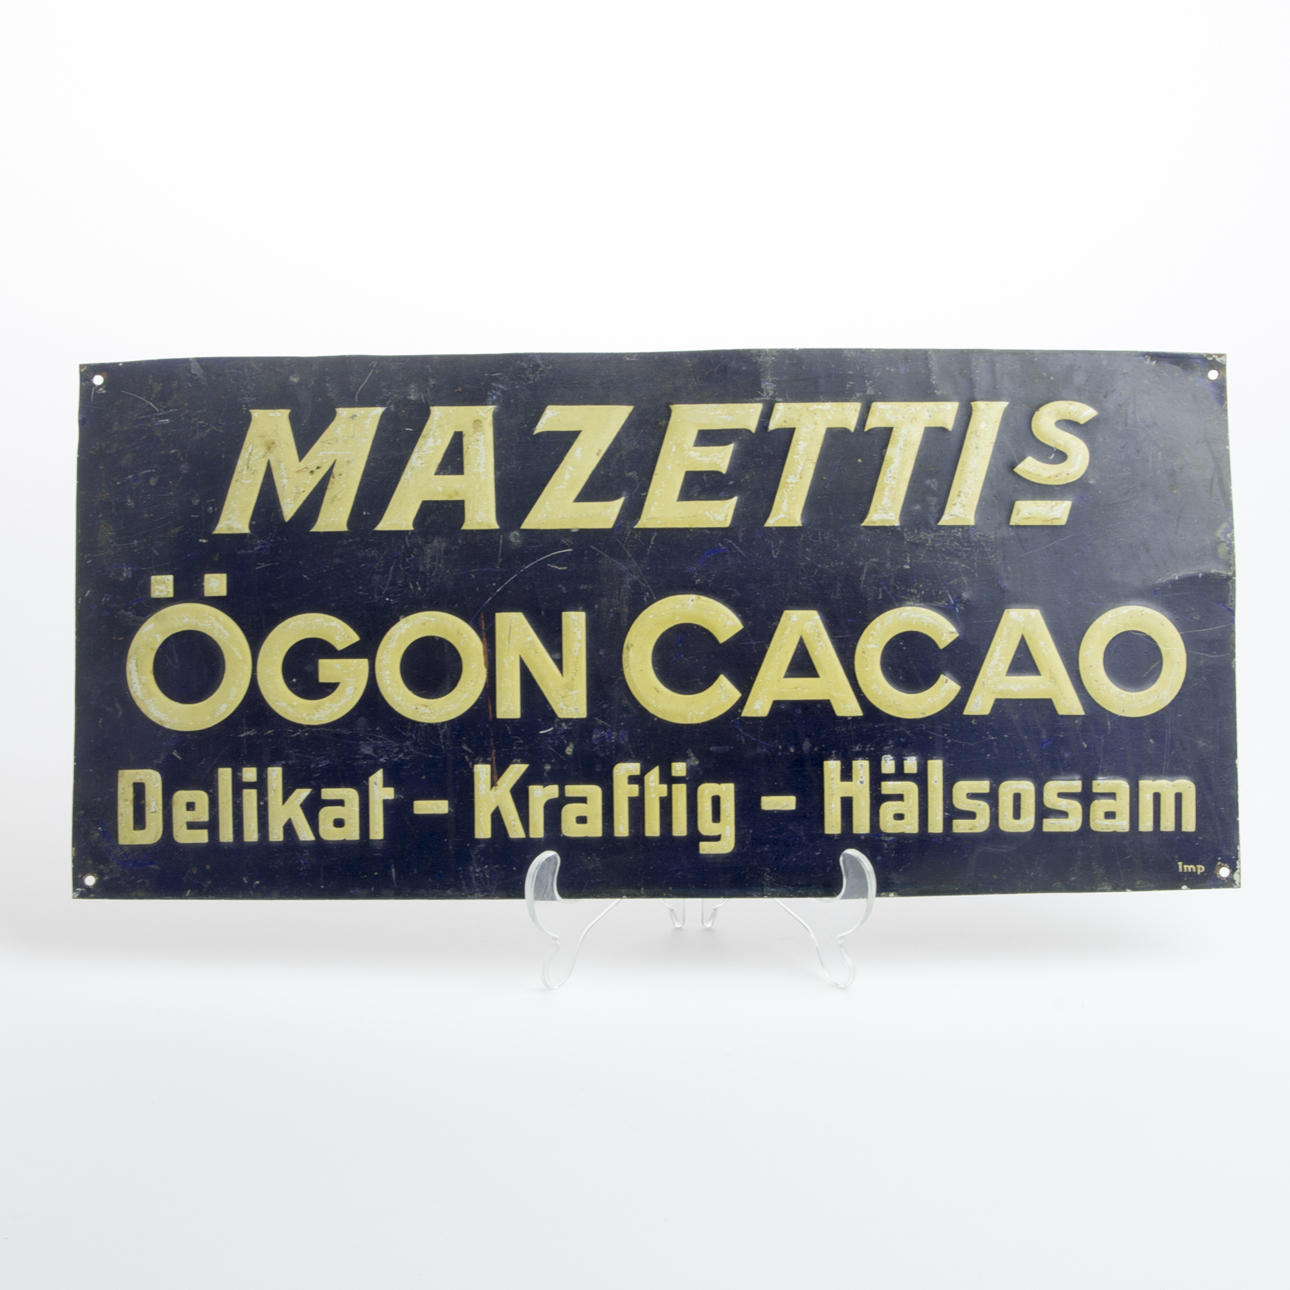 MAZETTIs
ÖGON CACAO
Delikat - Kraftig - Hälsosam
Imp